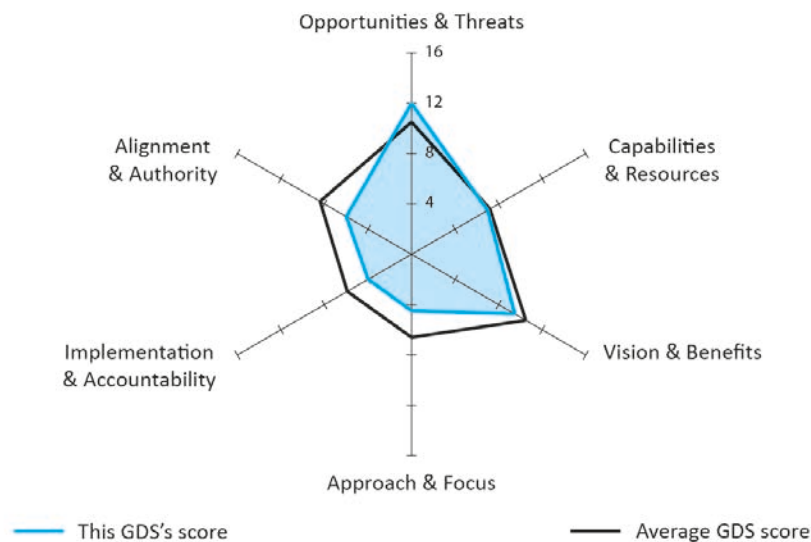 Opportunities & Threats
16
12
Alignment
& Authority
8
Capabilities
& Resources
4
Implementation
& Accountability
Vision & Benefits
Approach & Focus
This GDS's score
Average GDS score